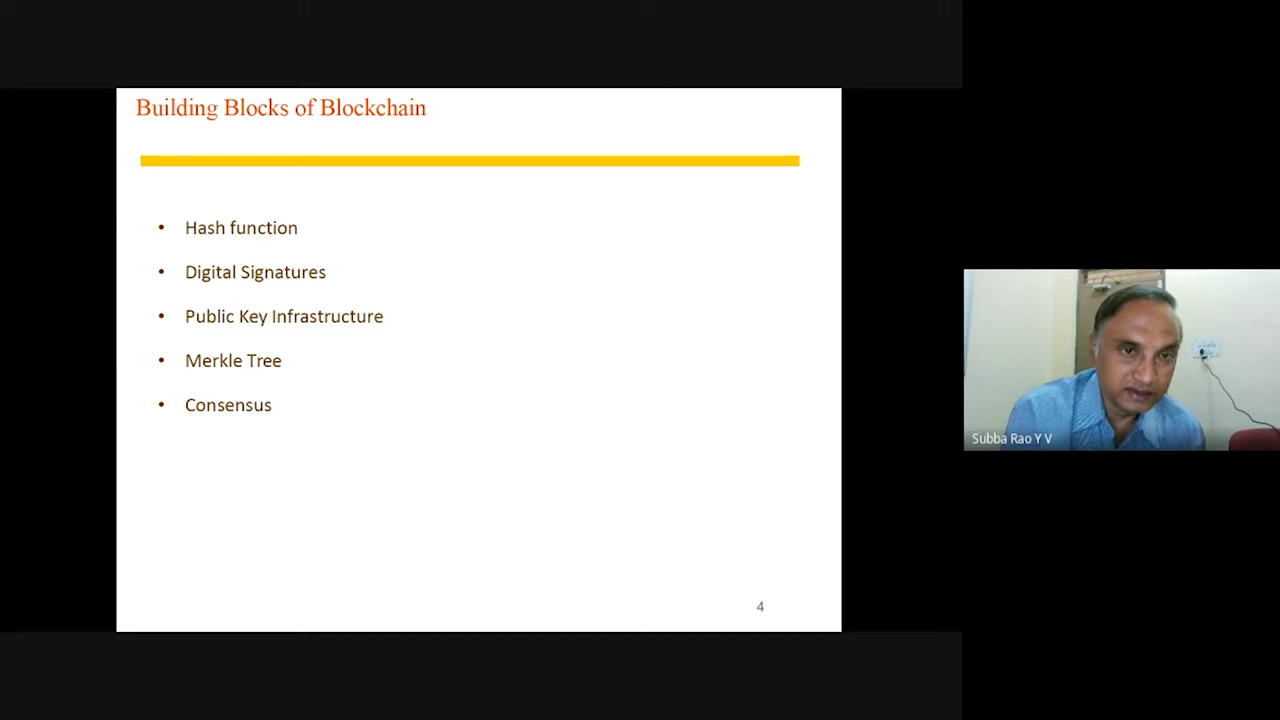 Building Blocks of Blockchain
• Hash function
• Digital Signatures
• Public Key Infrastructure
• Merkle Tree
• Consensus
4
Subba Rao Y V